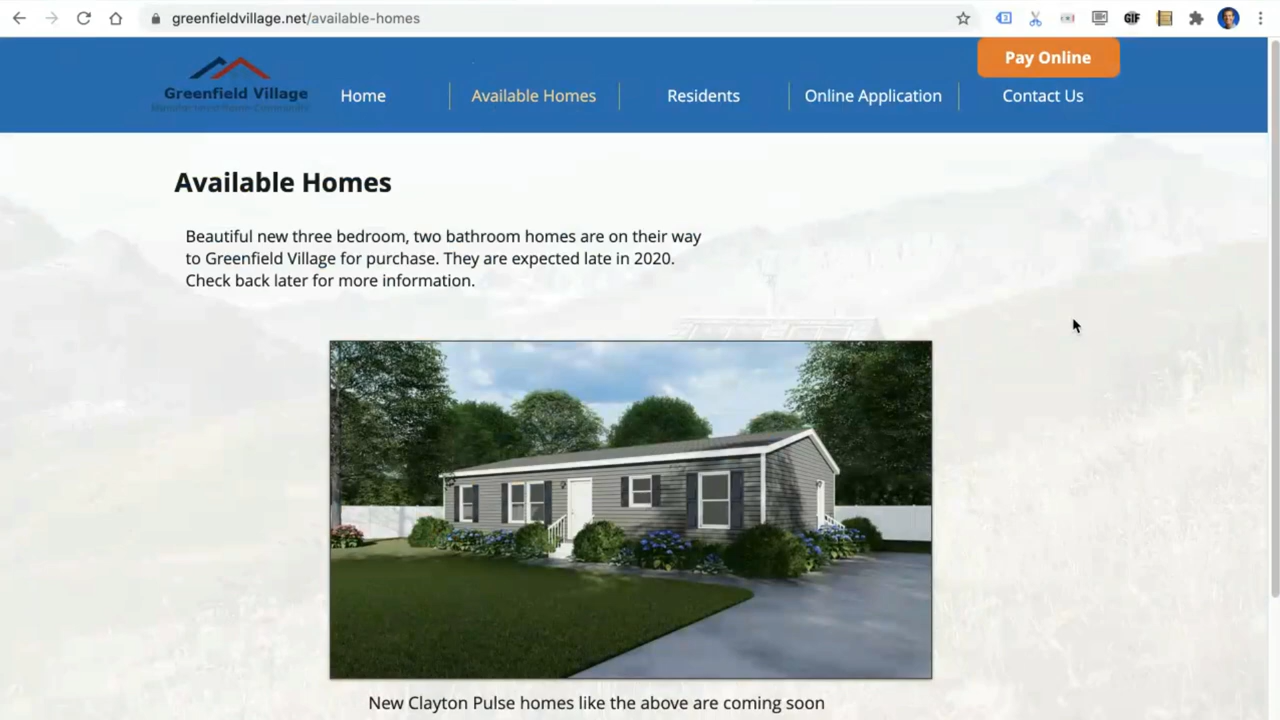 greenfieldvillage.net/available-homes
GIF
Pay Online
Greenfield Village
Home
Available Homes
Residents
Online Application
Contact Us
Available Homes
Beautiful new three bedroom, two bathroom homes are on their way
to Greenfield Village for purchase. They are expected late in 2020.
Check back later for more information.
New Clayton Pulse homes like the above are coming soon